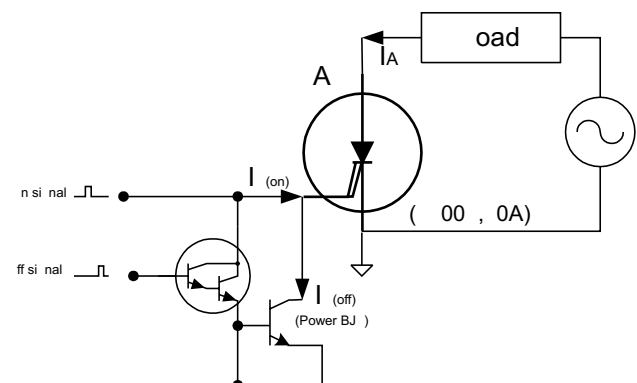 oad
IA
A
I (on)
n si nal
( 00 , 0A)
ff si nal
I (off)
(Power BJ )